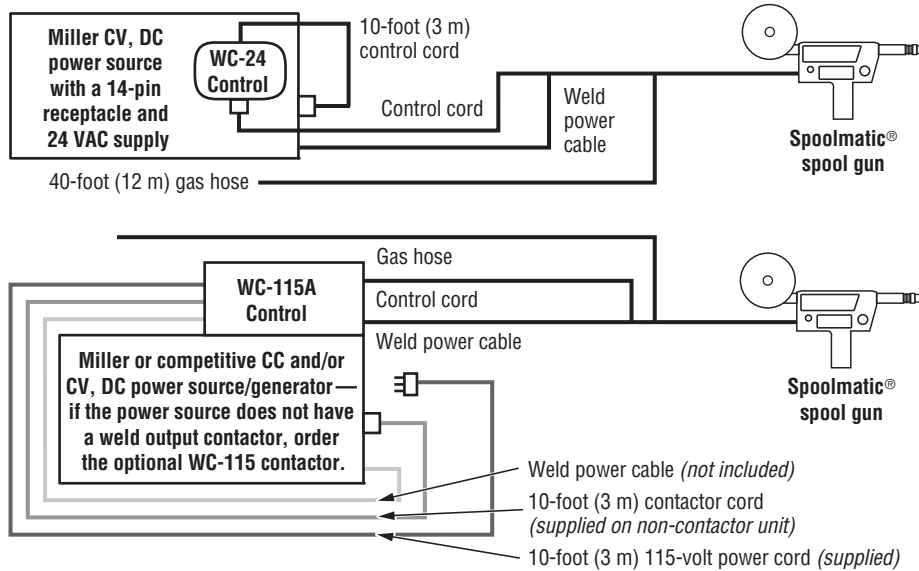 Miller CV, DC
power source
with a 14-pin
receptacle and
24 VAC supply
WC-24
Control
10-foot (3 m)
control cord
Control cord
Weld
power
cable
Spoolmatic®
spool gun
40-foot (12 m) gas hose
Gas hose
WC-115A
Control
Control cord
Weld power cable
Miller or competitive CC and/or
CV, DC power source/generator—
if the power source does not have
a weld output contactor, order
the optional WC-115 contactor.
Spoolmatic®
spool gun
Weld power cable (not included)
10-foot (3 m) contactor cord
(supplied on non-contactor unit)
10-foot (3 m) 115-volt power cord (supplied)